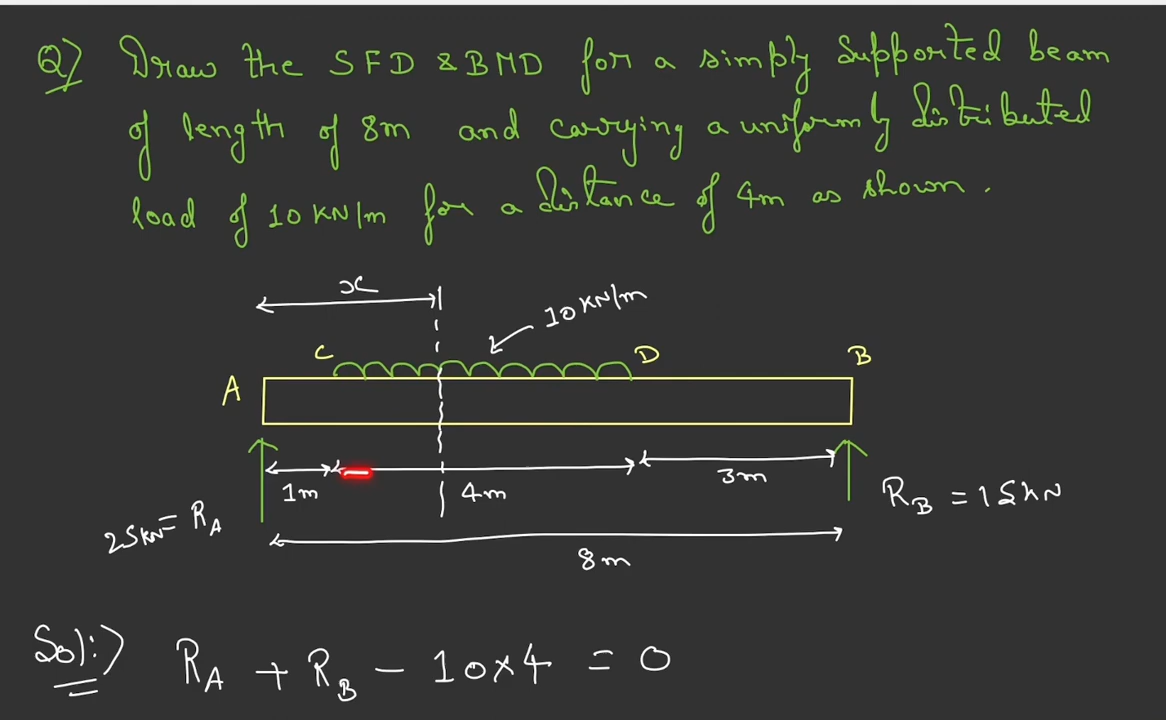 Q) Draw the SFD & BMD for a simply supported beam
of length of 8m and carrying a uniformly distributed
load of 10 KN/m for a distance of 4m as shown.
x
10KN/m
C D B
A
1m 4m 3m
25KN = RA RB = 15KN
8m
Sol:) RA + RB - 10×4 = 0